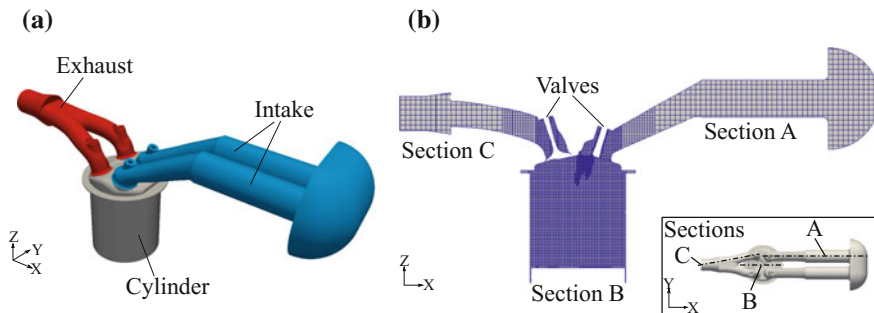 (a)
Exhaust
Intake
Cylinder
Z
Y
X
(b)
Valves
Section A
Section C
Section B
Z
X
Sections
A
C
B
Y
X